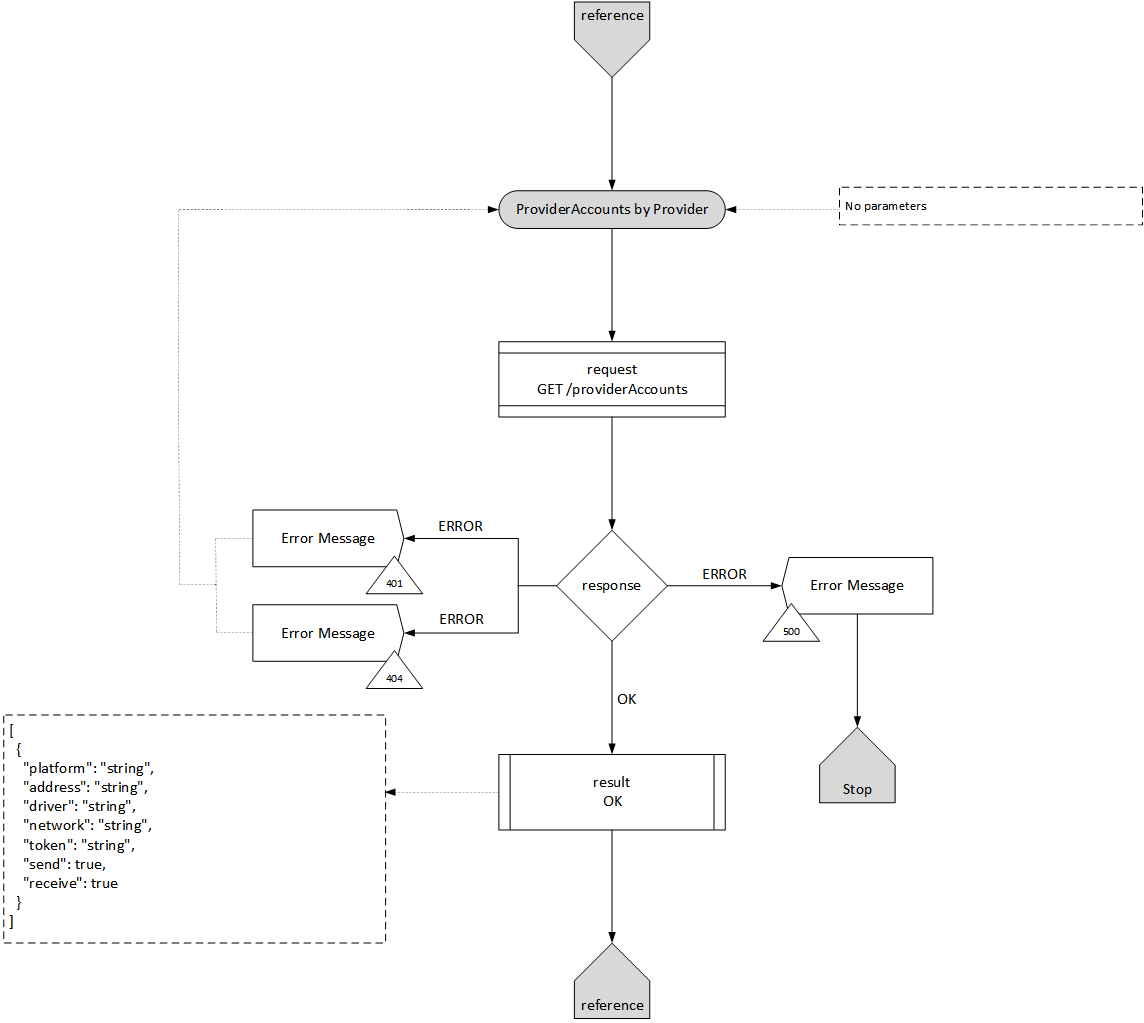 reference
ProviderAccounts by Provider
No parameters
request
GET /providerAccounts
ERROR
Error Message
401
response
ERROR
Error Message
500
ERROR
Error Message
404
OK
[
{
"platform": "string",
"address": "string",
"driver": "string",
"network": "string",
"token": "string",
"send": true,
"receive": true
}
]
result
OK
Stop
reference